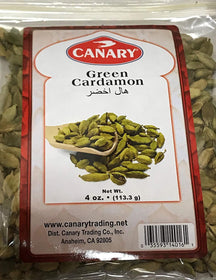 CANARY
Green
Cardamon
هال اخضر
Net Wt.
4 oz. • (113.3 g)
www.canarytrading.net
Dist. Canary Trading Co., Inc.
Anaheim, CA 92805